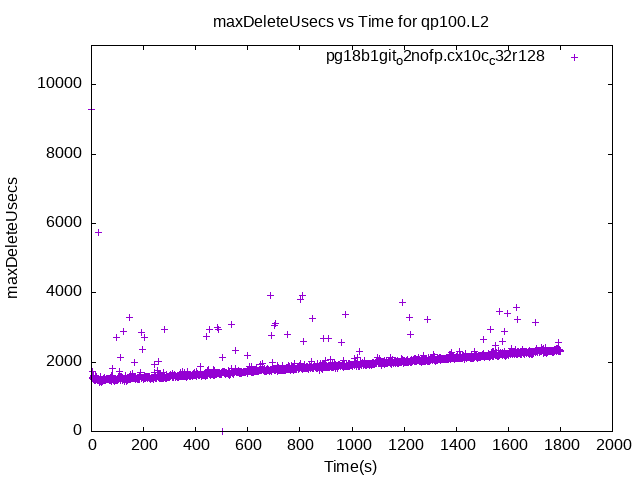 maxDeleteUsecs vs Time for qp100.L2
pg18b1git_o2nofp.cx10c_c32r128
10000
8000
6000
4000
2000
0
maxDeleteUsecs
0 200 400 600 800 1000 1200 1400 1600 1800 2000
Time(s)